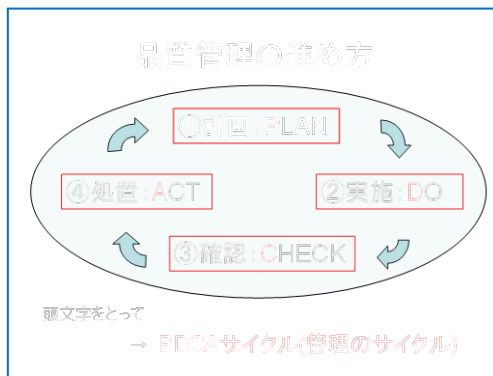 品質管理の進め方
①計画:PLAN
④処置:ACT
②実施:DO
③確認:CHECK
頭文字をとって
→ PDCAサイクル(管理のサイクル)